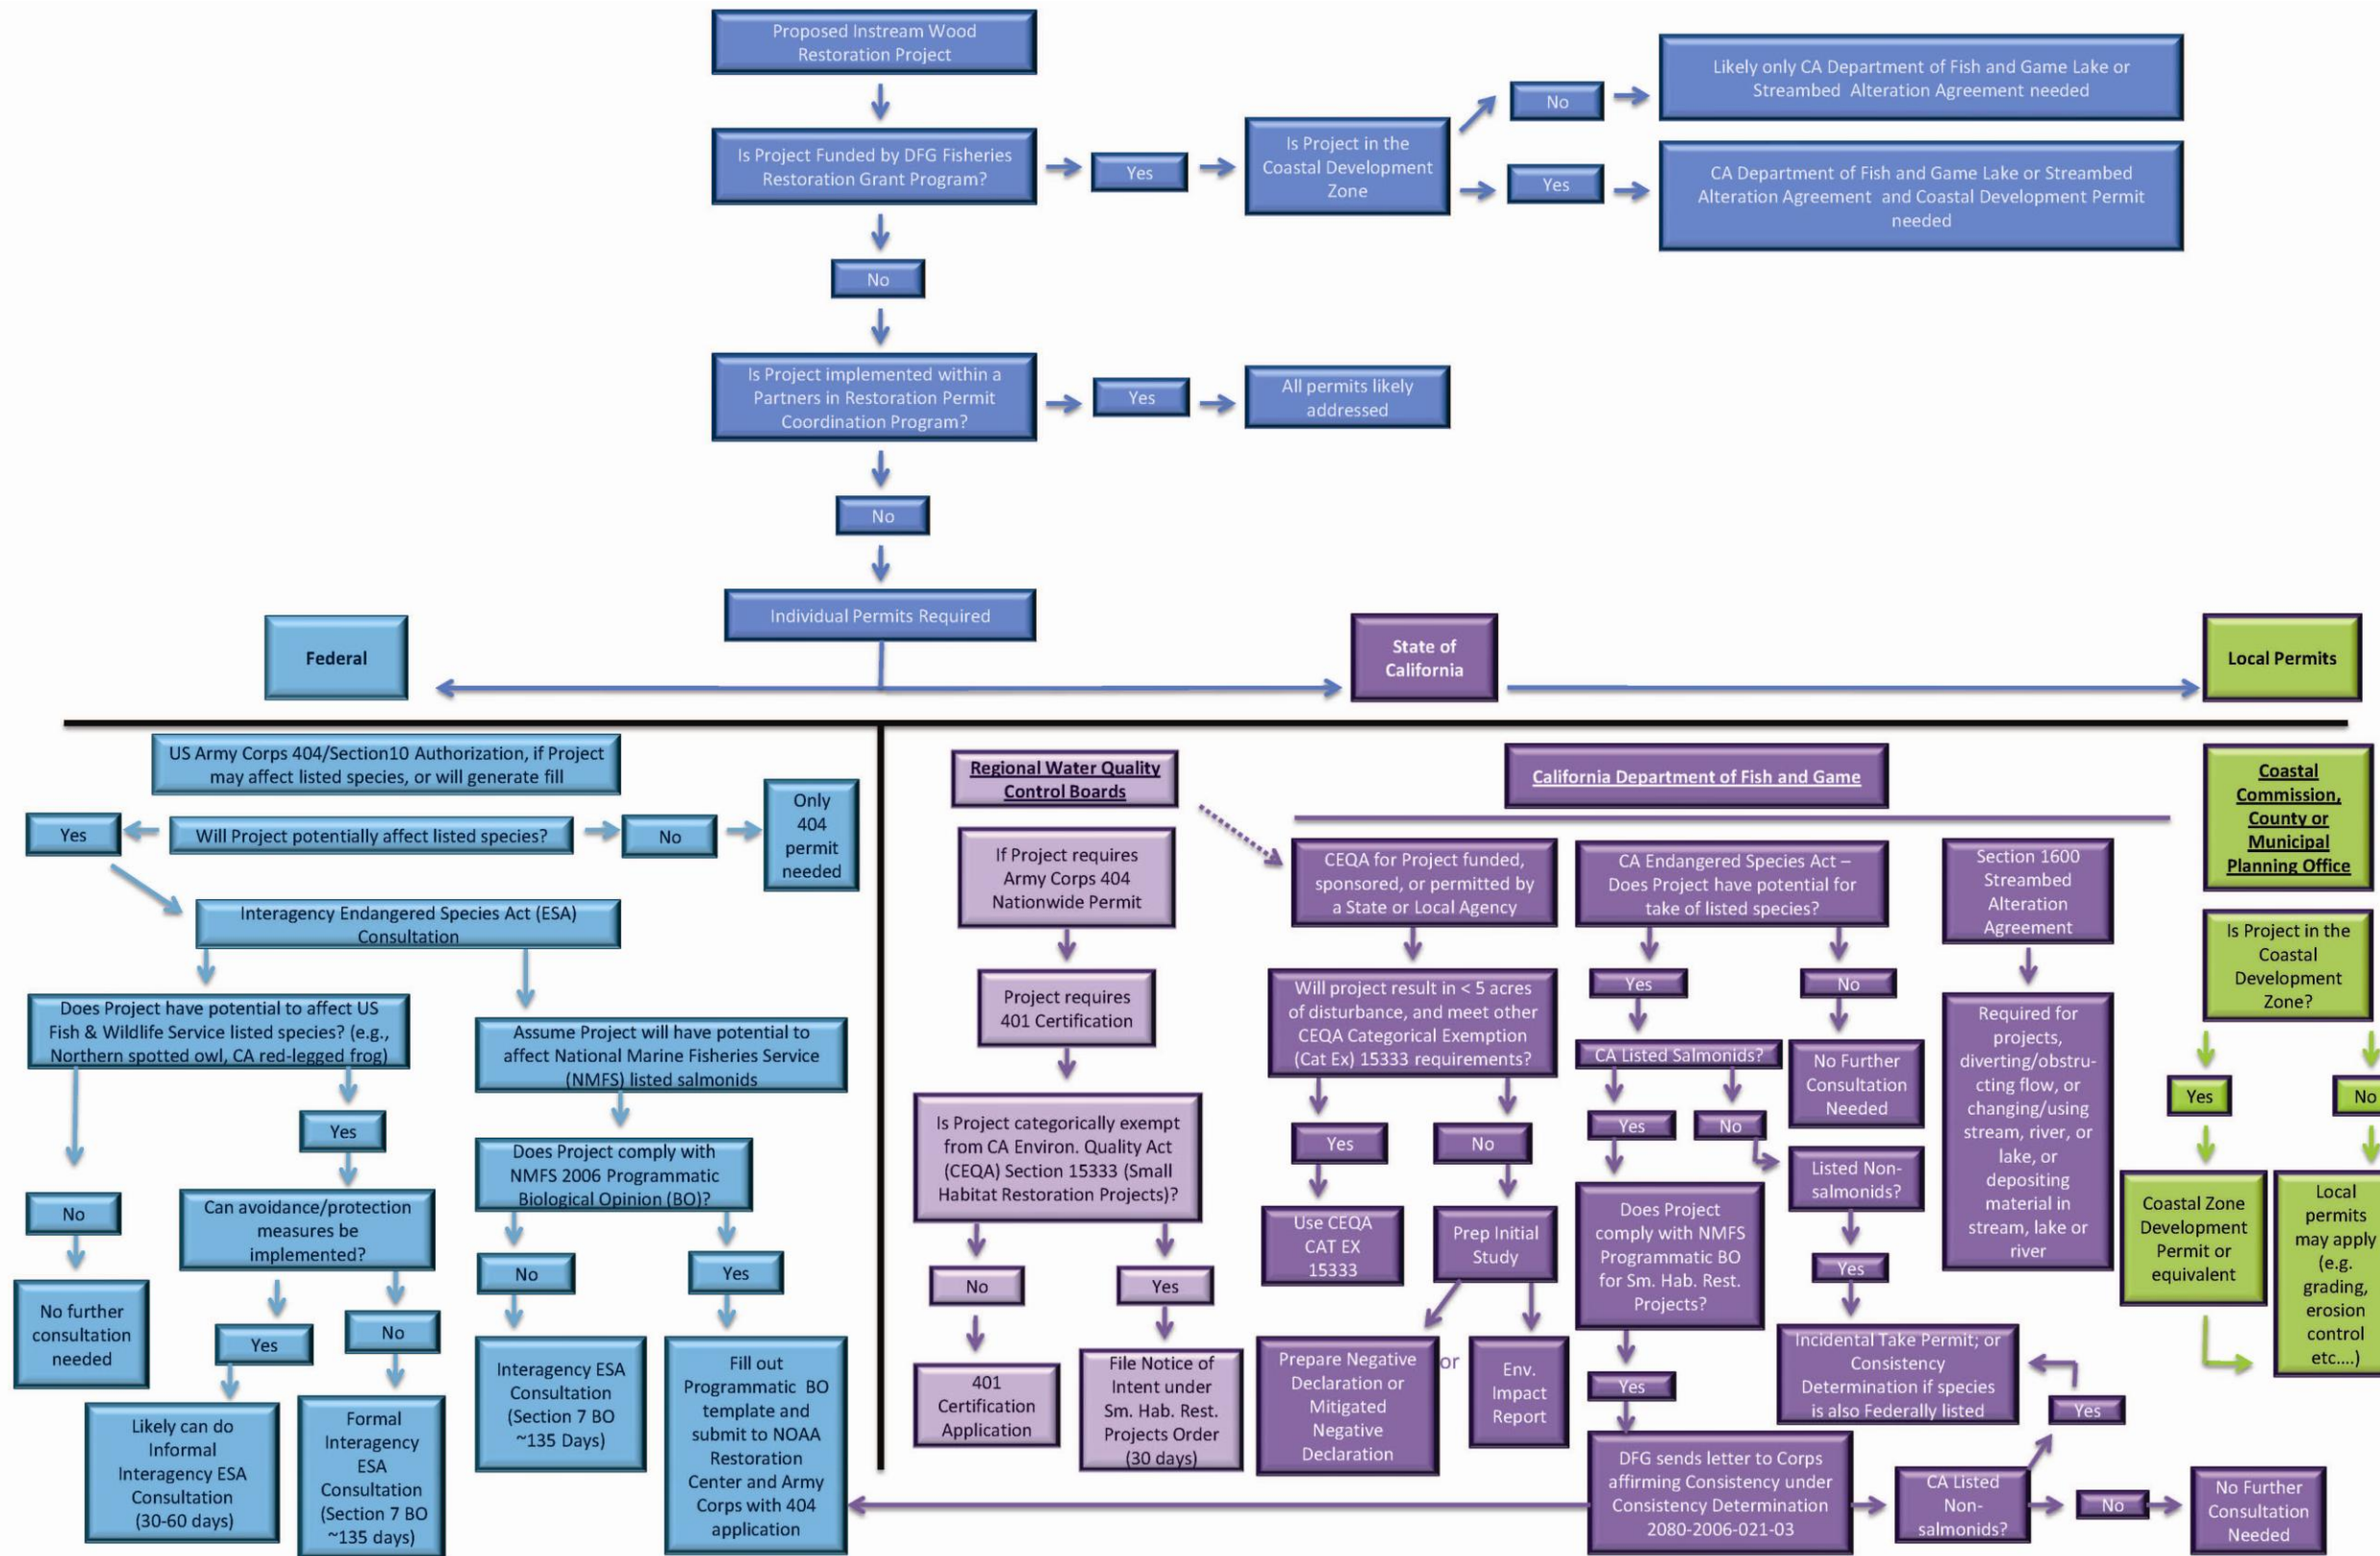 Proposed Instream Wood
Restoration Project
Likely only CA Department of Fish and Game Lake or
Streambed Alteration Agreement needed
No
Is Project Funded by DFG Fisheries
Restoration Grant Program?
Yes
Is Project in the
Coastal Development
Zone
Yes
CA Department of Fish and Game Lake or Streambed
Alteration Agreement and Coastal Development Permit
needed
No
Is Project implemented within a
Partners in Restoration Permit
Coordination Program?
Yes
All permits likely
addressed
No
Individual Permits Required
Federal
State of
California
Local Permits
US Army Corps 404/Section10 Authorization, if Project
may affect listed species, or will generate fill
Yes
Will Project potentially affect listed species?
No
Only
404
permit
needed
Interagency Endangered Species Act (ESA)
Consultation
Does Project have potential to affect US
Fish & Wildlife Service listed species? (e.g.,
Northern spotted owl, CA red-legged frog)
No
No further
consultation
needed
Yes
Can avoidance/protection
measures be
implemented?
Yes
Likely can do
Informal
Interagency ESA
Consultation
(30-60 days)
No
Formal
Interagency
ESA
Consultation
(Section 7 BO
~135 days)
Assume Project will have potential to
affect National Marine Fisheries Service
(NMFS) listed salmonids
Does Project comply with
NMFS 2006 Programmatic
Biological Opinion (BO)?
No
Interagency ESA
Consultation
(Section 7 BO
~135 Days)
Yes
Fill out
Programmatic BO
template and
submit to NOAA
Restoration
Center and Army
Corps with 404
application
Regional Water Quality
Control Boards
If Project requires
Army Corps 404
Nationwide Permit
Project requires
401 Certification
Is Project categorically exempt
from CA Environ. Quality Act
(CEQA) Section 15333 (Small
Habitat Restoration Projects)?
No
401
Certification
Application
Yes
File Notice of
Intent under
Sm. Hab. Rest.
Projects Order
(30 days)
California Department of Fish and Game
CEQA for Project funded,
sponsored, or permitted by
a State or Local Agency
Will project result in < 5 acres
of disturbance, and meet other
CEQA Categorical Exemption
(Cat Ex) 15333 requirements?
Yes
Use CEQA
CAT EX
15333
No
Prep Initial
Study
Prepare Negative
Declaration or
Mitigated
Negative
Declaration
or
Env.
Impact
Report
CA Endangered Species Act –
Does Project have potential for
take of listed species?
Yes
CA Listed Salmonids?
No
No Further
Consultation
Needed
Yes
Does Project
comply with NMFS
Programmatic BO
for Sm. Hab. Rest.
Projects?
No
Listed Non-
salmonids?
Yes
Incidental Take Permit; or
Consistency
Determination if species
is also Federally listed
Yes
DFG sends letter to Corps
affirming Consistency under
Consistency Determination
2080-2006-021-03
CA Listed
Non-
salmonids?
Yes
No
No Further
Consultation
Needed
Section 1600
Streambed
Alteration
Agreement
Required for
projects,
diverting/obstru-
cting flow, or
changing/using
stream, river, or
lake, or
depositing
material in
stream, lake or
river
Coastal
Commission,
County or
Municipal
Planning Office
Is Project in the
Coastal
Development
Zone?
Yes
Coastal Zone
Development
Permit or
equivalent
No
Local
permits
may apply
(e.g.
grading,
erosion
control
etc....)